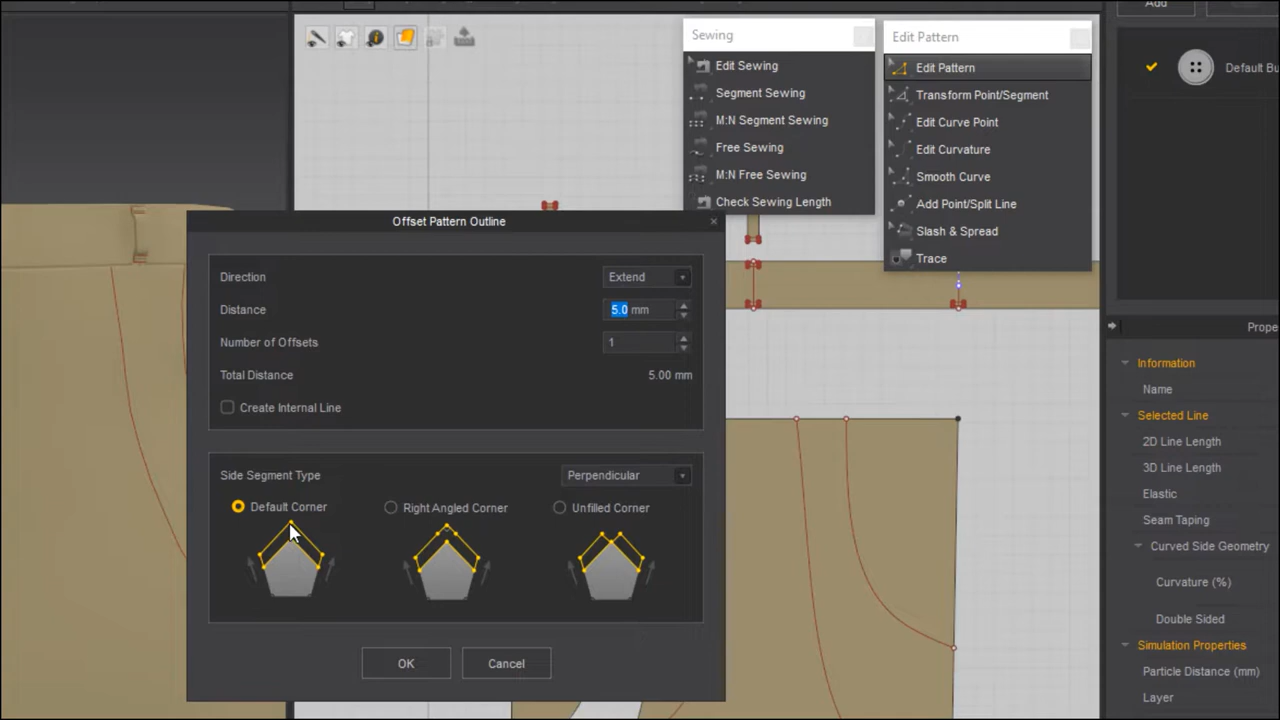 Add
Sewing
Edit Pattern
Edit Sewing
Segment Sewing
M:N Segment Sewing
Free Sewing
M:N Free Sewing
Check Sewing Length
Edit Pattern
Transform Point/Segment
Edit Curve Point
Edit Curvature
Smooth Curve
Add Point/Split Line
Slash & Spread
Trace
Default Bu
Offset Pattern Outline
Direction
Extend
Distance
5.0 mm
Number of Offsets
1
Total Distance
5.00 mm
Create Internal Line
Side Segment Type
Perpendicular
Default Corner
Right Angled Corner
Unfilled Corner
OK
Cancel
Prope
Information
Name
Selected Line
2D Line Length
3D Line Length
Elastic
Seam Taping
Curved Side Geometry
Curvature (%)
Double Sided
Simulation Properties
Particle Distance (mm)
Layer